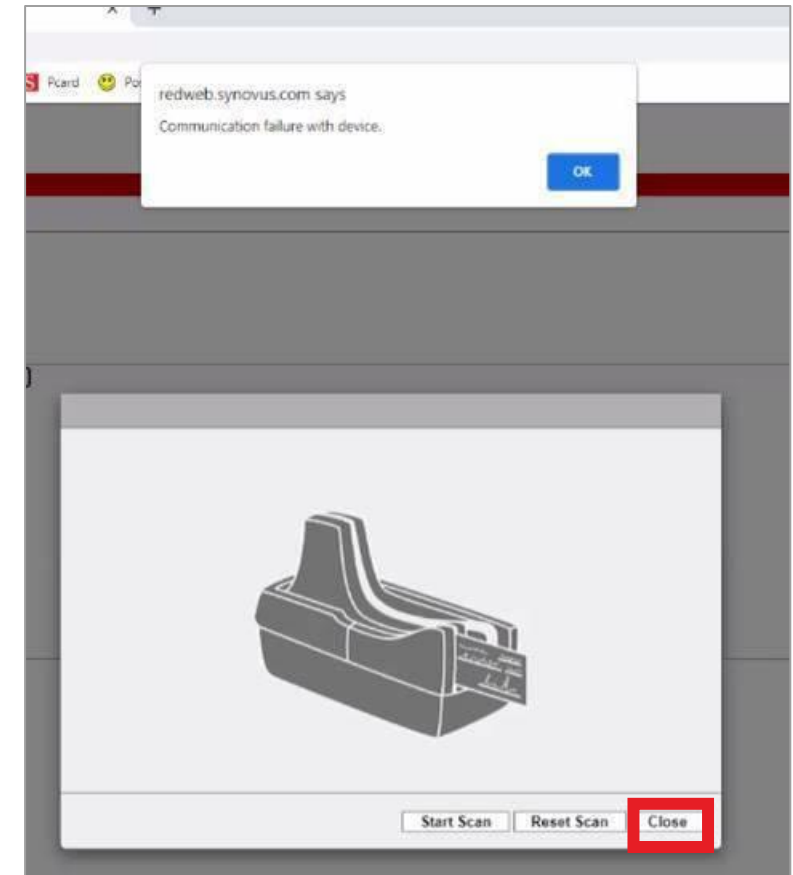 Pcard
redweb.synovus.com says
Communication failure with device.
OK
Start Scan Reset Scan Close